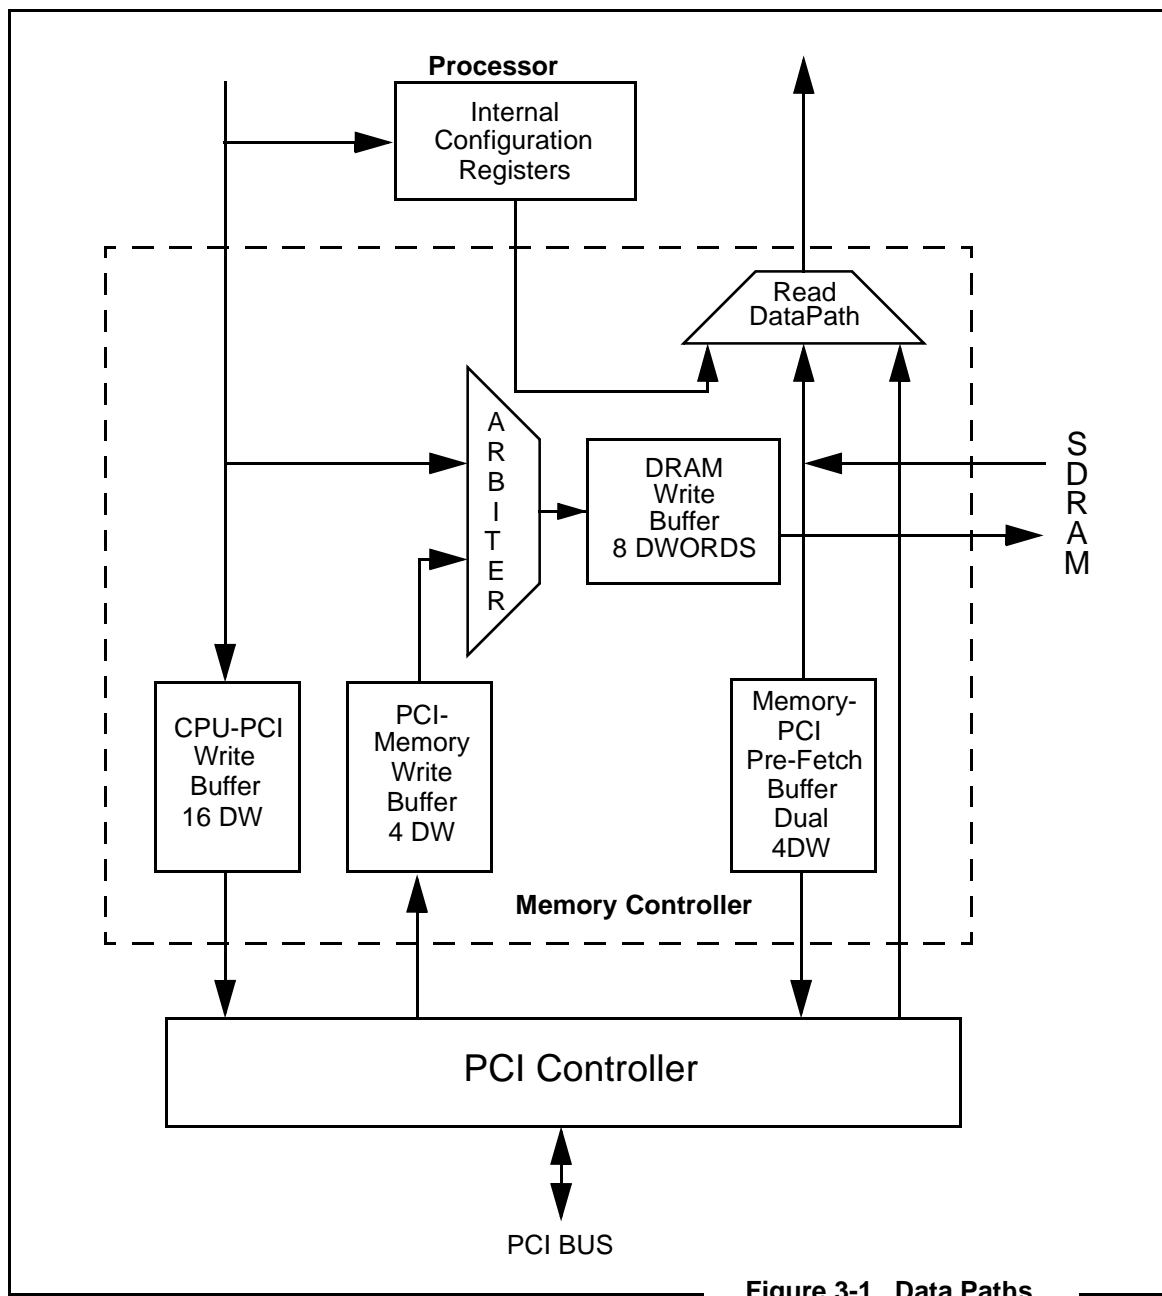 Processor
Internal
Configuration
Registers
Read
DataPath
A
R
B
I
T
E
R
DRAM
Write
Buffer
8 DWORDS
S
D
R
A
M
CPU-PCI
Write
Buffer
16 DW
PCI-
Memory
Write
Buffer
4 DW
Memory-
PCI
Pre-Fetch
Buffer
Dual
4DW
Memory Controller
PCI Controller
PCI BUS
Figure 3-1 Data Paths